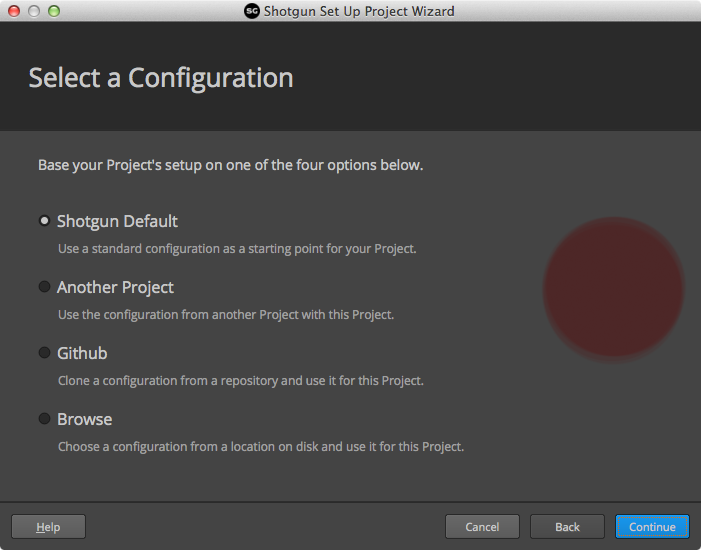 SG Shotgun Set Up Project Wizard
Select a Configuration
Base your Project's setup on one of the four options below.
Shotgun Default
Use a standard configuration as a starting point for your Project.
Another Project
Use the configuration from another Project with this Project.
Github
Clone a configuration from a repository and use it for this Project.
Browse
Choose a configuration from a location on disk and use it for this Project.
Help Cancel Back Continue